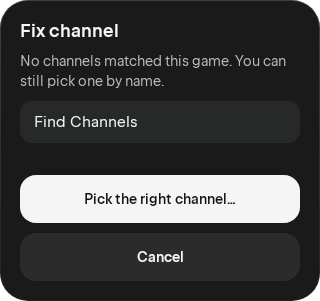 Fix channel
No channels matched this game. You can
still pick one by name.
Find Channels
Pick the right channel…
Cancel